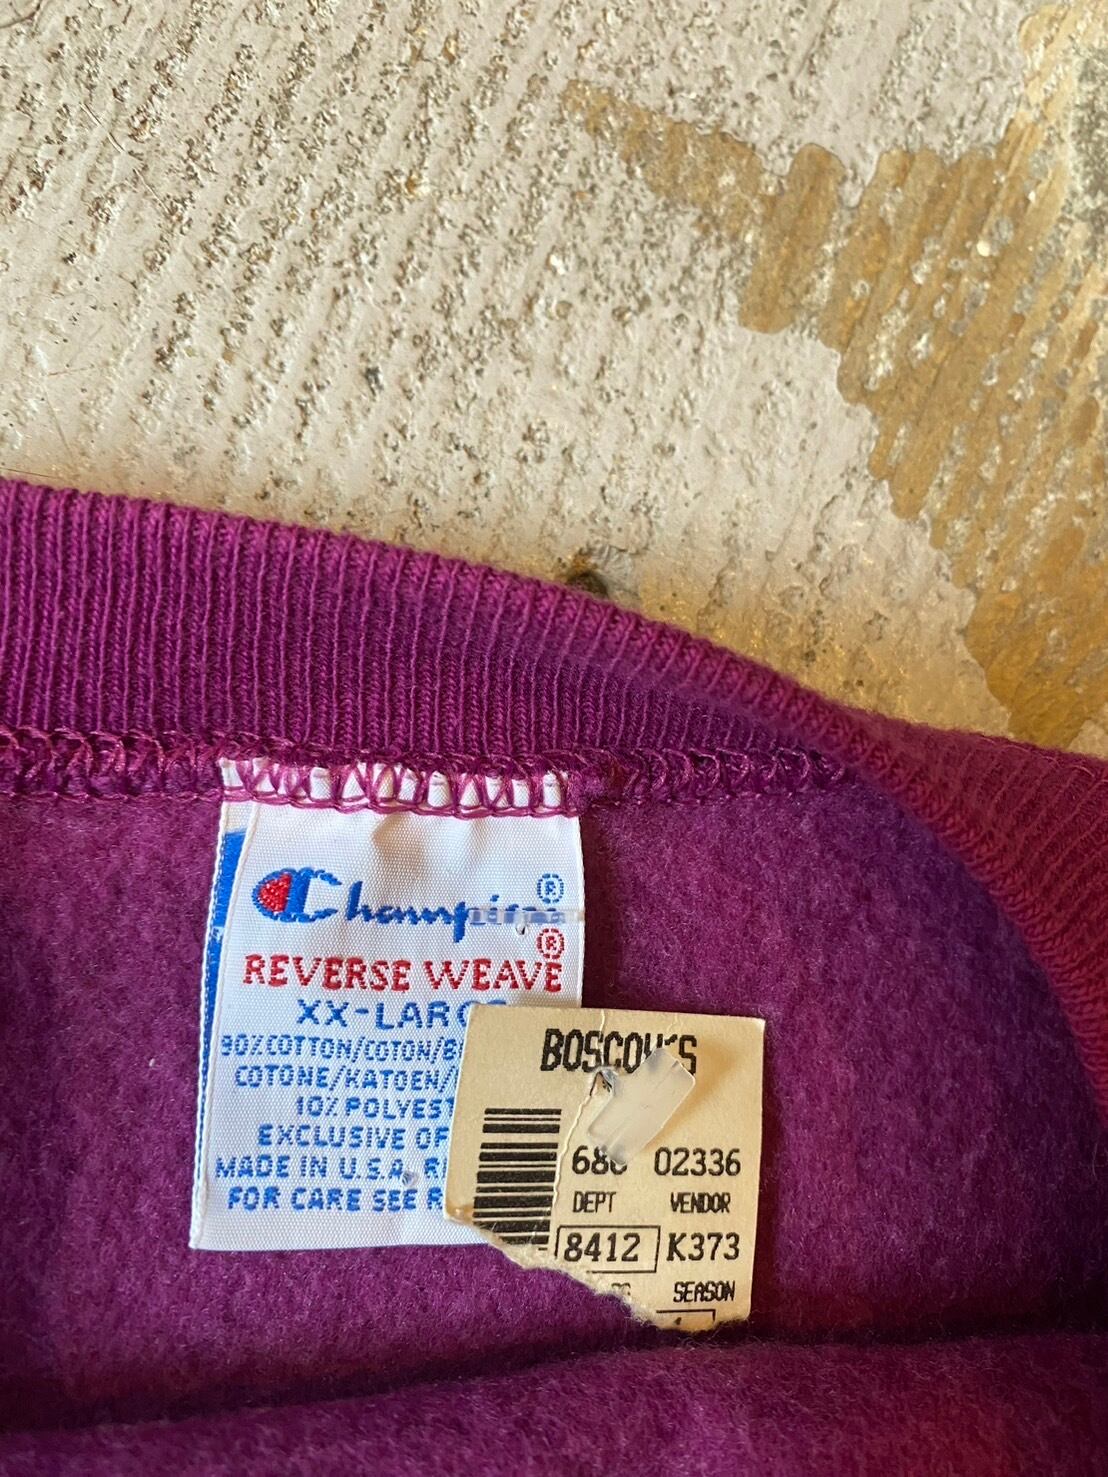 Champion®
REVERSE WEAVE®
XX-LARG
90% COTTON/COTON/B
COTONE/KATOEN/
10% POLYEST
EXCLUSIVE OF
MADE IN U.S.A. R
FOR CARE SEE R
BOSCOV'S
02336
DEPT VENDOR
8412 K373
SEASON